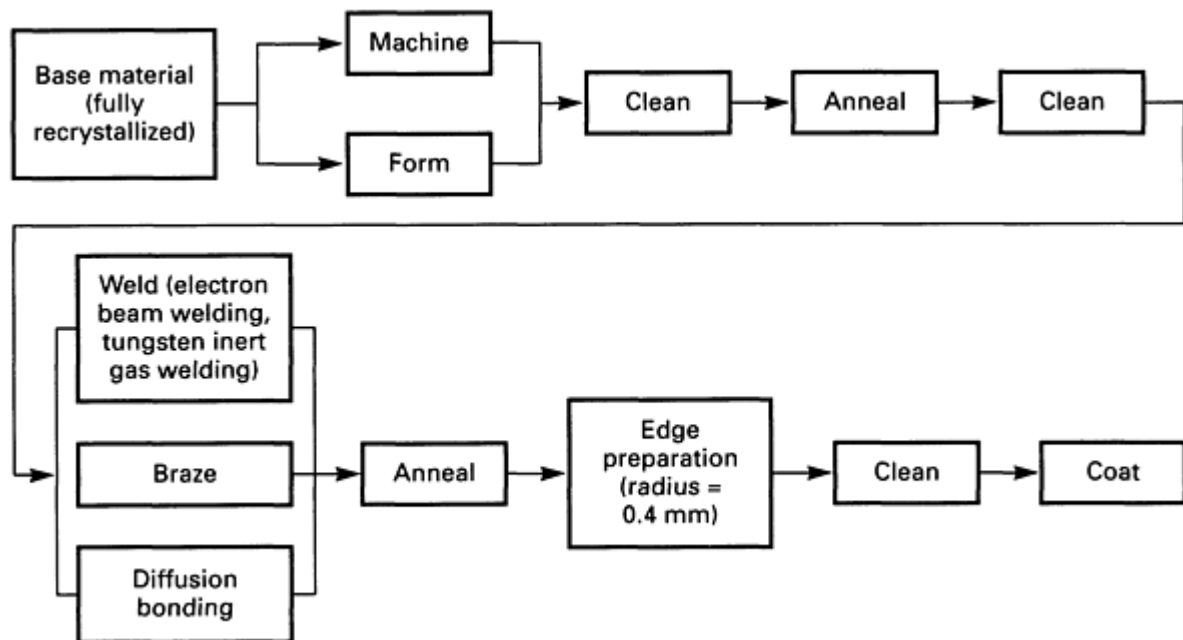 Base material
(fully
recrystallized)
Machine
Form
Clean
Anneal
Clean
Weld (electron
beam welding,
tungsten inert
gas welding)
Braze
Diffusion
bonding
Anneal
Edge
preparation
(radius =
0.4 mm)
Clean
Coat